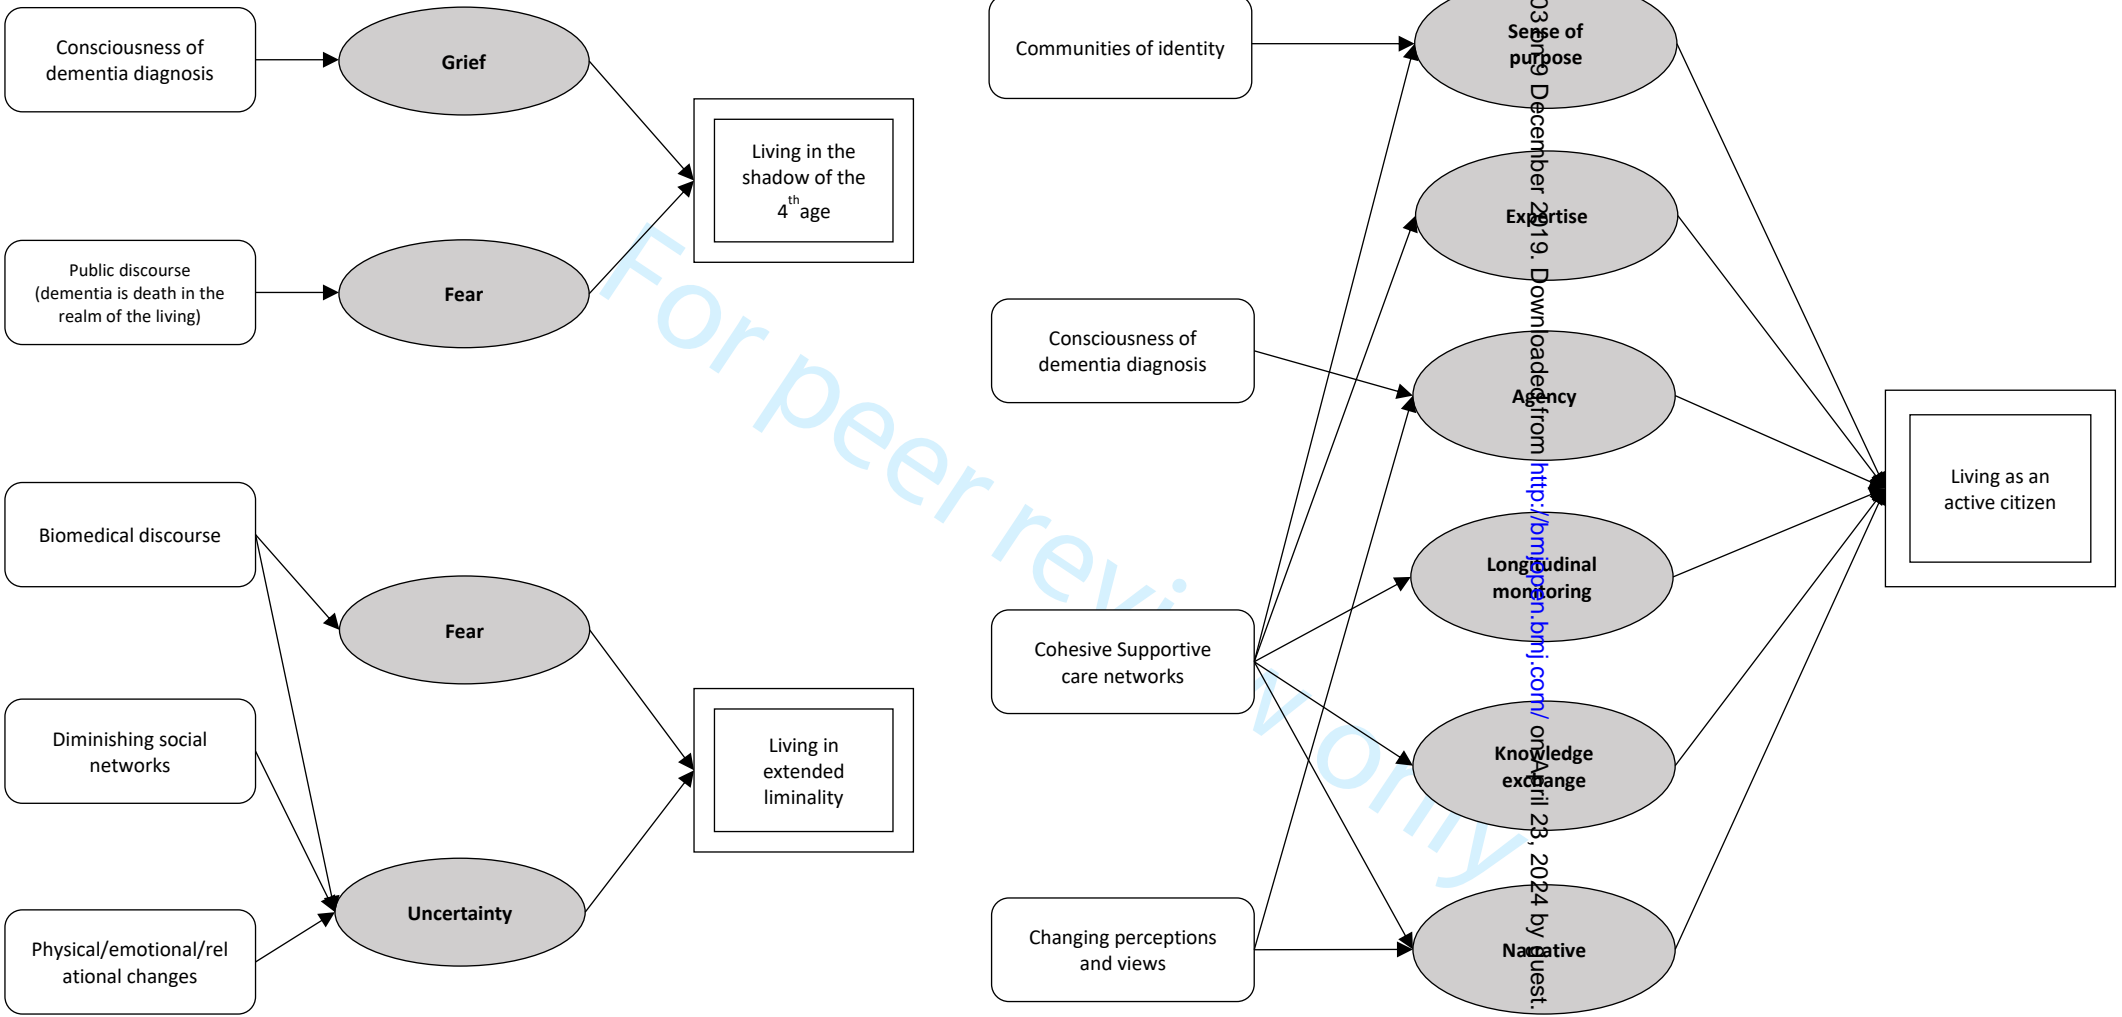 Consciousness of
dementia diagnosis
Grief
Living in the
shadow of the
4th age
Public discourse
(dementia is death in the
realm of the living)
Fear
Biomedical discourse
Fear
Diminishing social
networks
Living in
extended
liminality
Physical/emotional/rel
ational changes
Uncertainty
Communities of identity
Sense of
purpose
Expertise
Consciousness of
dementia diagnosis
Agency
Longitudinal
monitoring
Living as an
active citizen
Cohesive Supportive
care networks
Knowledge
exchange
Changing perceptions
and views
Narrative
For peer review only
03 on 9 December 2019. Downloaded from http://bmjopen.bmj.com/ on April 23, 2024 by guest.